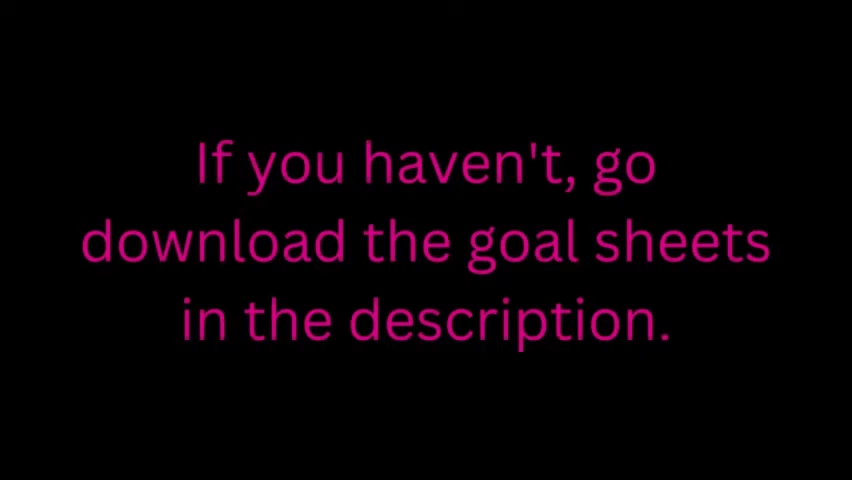 If you haven't, go
download the goal sheets
in the description.